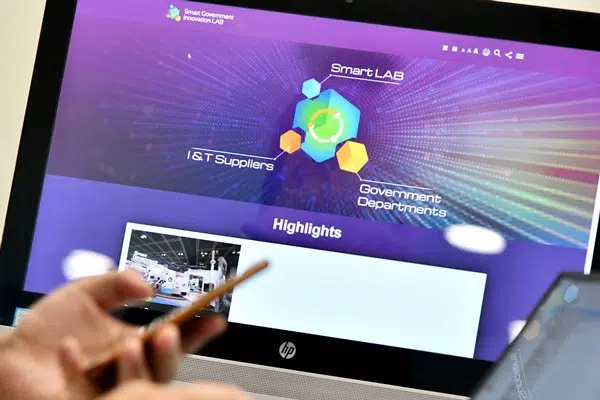 Smart Government
Innovation LAB
A A A
Smart LAB
I & T Suppliers
Government
Departments
Highlights
hp